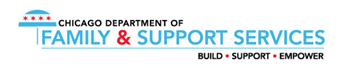 CHICAGO DEPARTMENT OF
FAMILY & SUPPORT SERVICES
BUILD • SUPPORT • EMPOWER